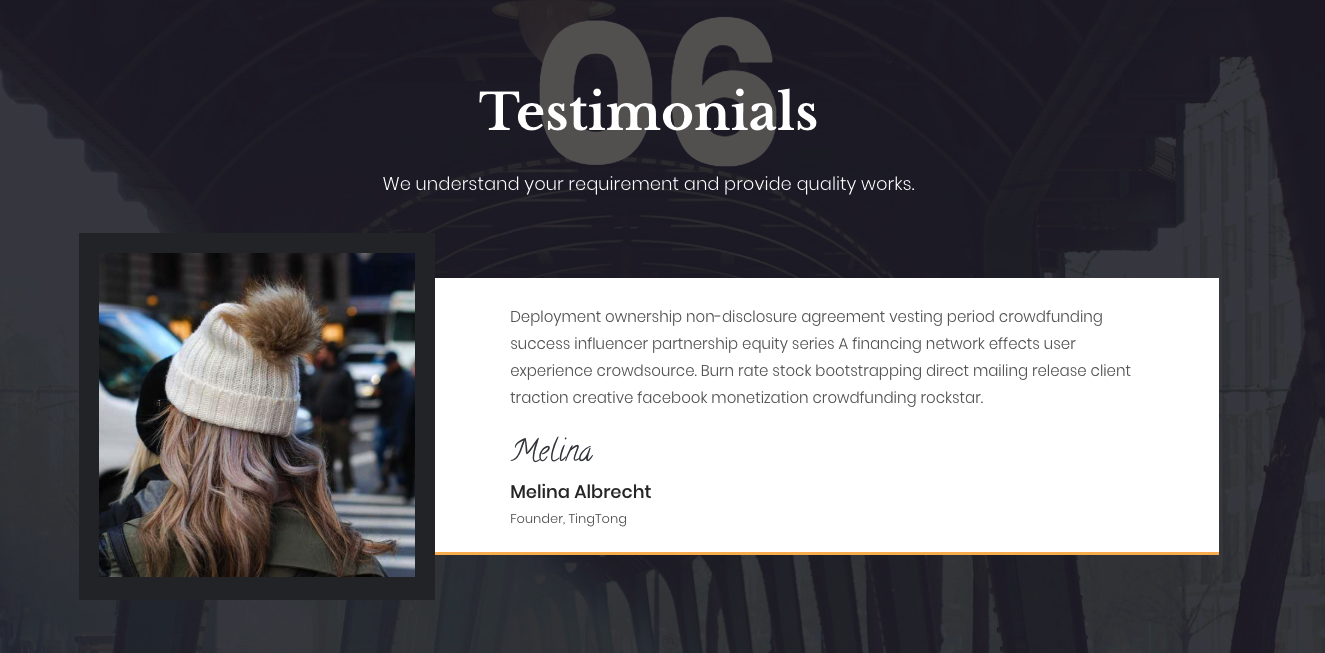 06
Testimonials
We understand your requirement and provide quality works.
Deployment ownership non-disclosure agreement vesting period crowdfunding
success influencer partnership equity series A financing network effects user
experience crowdsource. Burn rate stock bootstrapping direct mailing release client
traction creative facebook monetization crowdfunding rockstar.
Melina
Melina Albrecht
Founder, TingTong